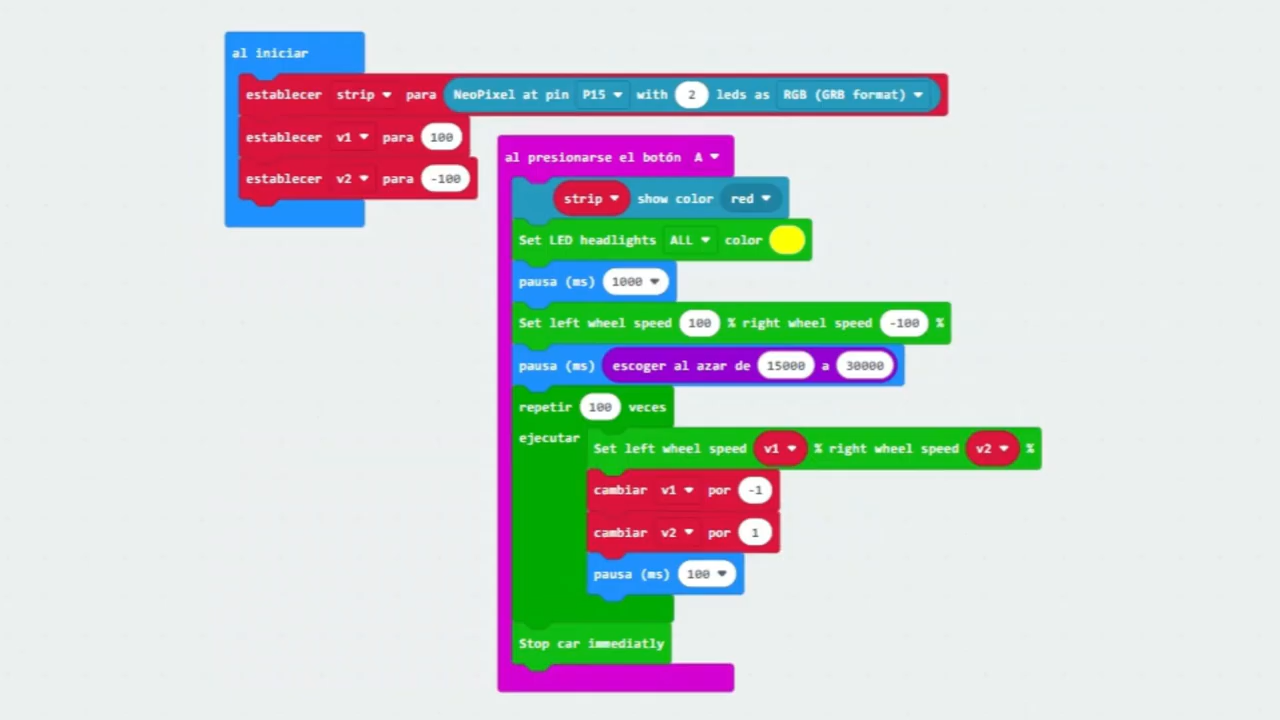 al iniciar
establecer strip para NeoPixel at pin P15 with 2 leds as RGB (GRB format)
establecer v1 para 100
establecer v2 para -100
al presionarse el botón A
strip show color red
Set LED headlights ALL color
pausa (ms) 1000
Set left wheel speed 100 % right wheel speed -100 %
pausa (ms) escoger al azar de 15000 a 30000
repetir 100 veces
ejecutar
Set left wheel speed v1 % right wheel speed v2 %
cambiar v1 por -1
cambiar v2 por 1
pausa (ms) 100
Stop car immediatly